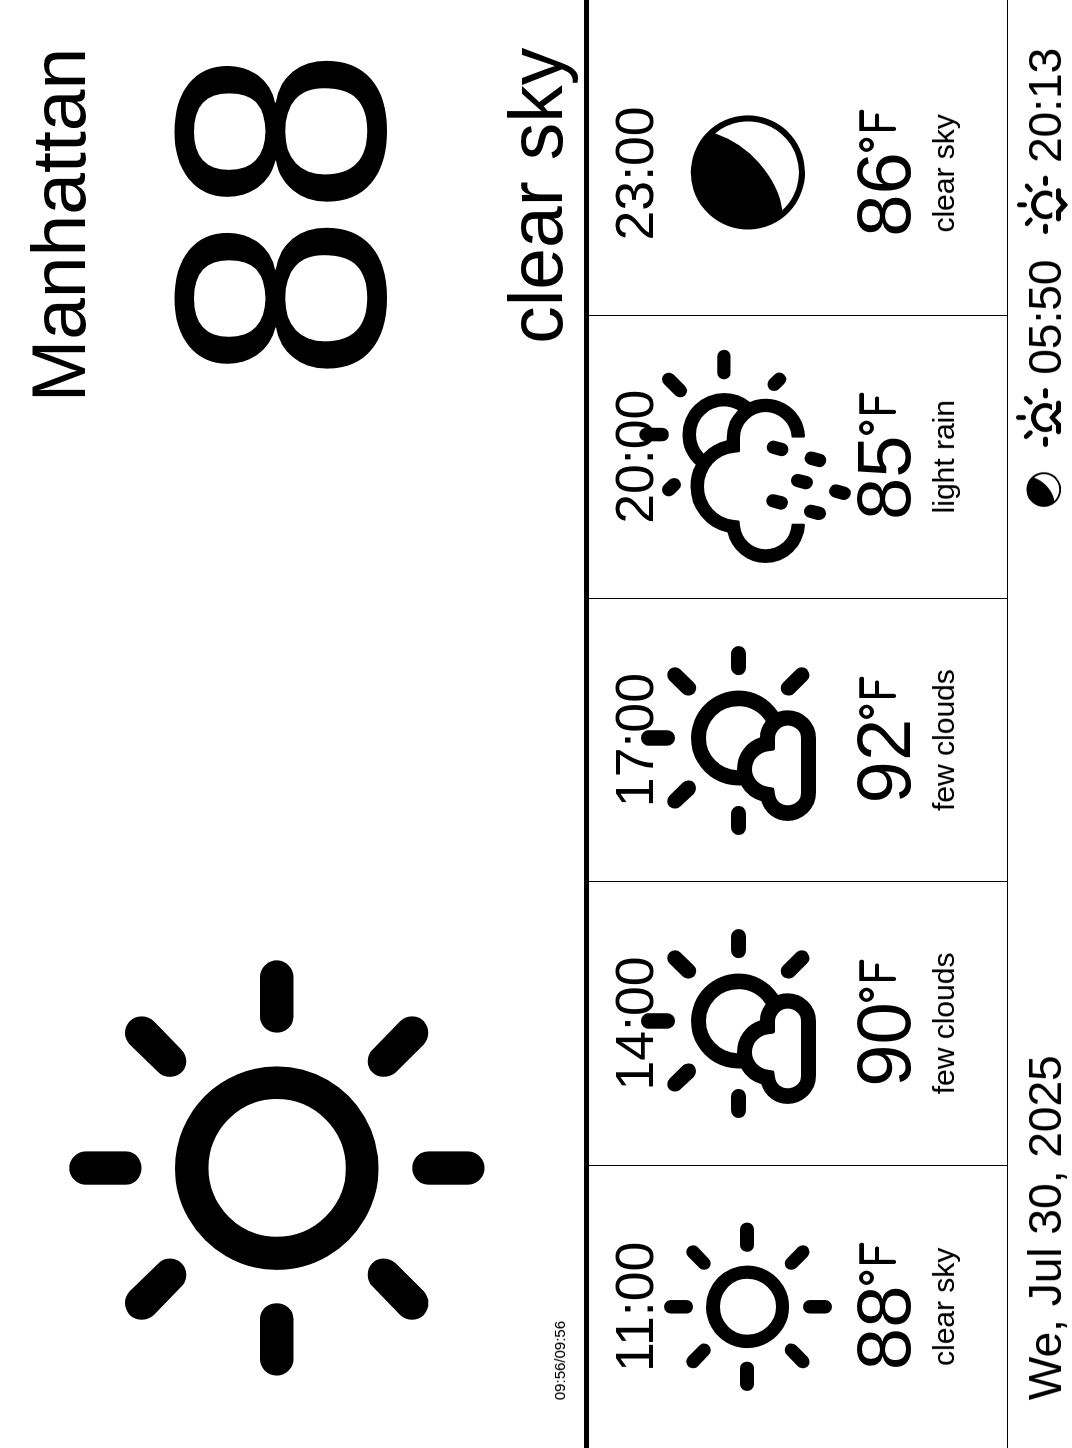 Manhattan
88
clear sky
09:56/09:56
11:00
88°F
clear sky
14:00
90°F
few clouds
17:00
92°F
few clouds
20:00
85°F
light rain
23:00
86°F
clear sky
We, Jul 30, 2025
05:50
20:13